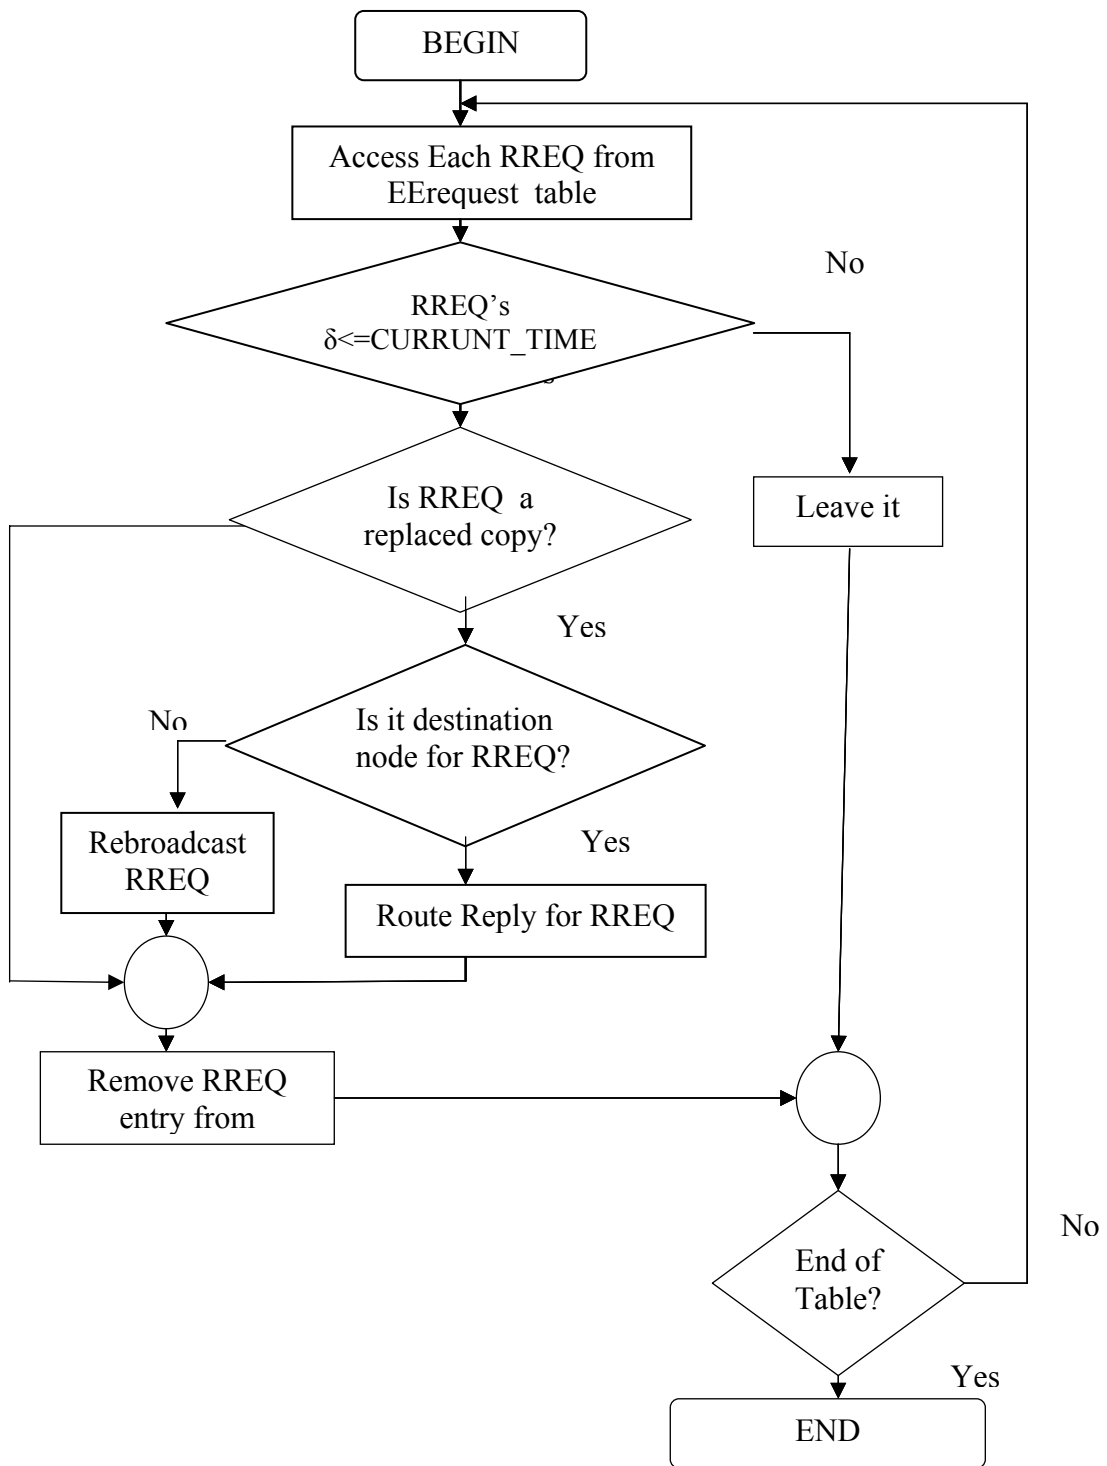 BEGIN
Access Each RREQ from
EErequest table
No
RREQ’s
δ<=CURRUNT_TIME
Is RREQ a
replaced copy?
Leave it
Yes
No
Is it destination
node for RREQ?
Rebroadcast
RREQ
Yes
Route Reply for RREQ
Remove RREQ
entry from
No
End of
Table?
Yes
END